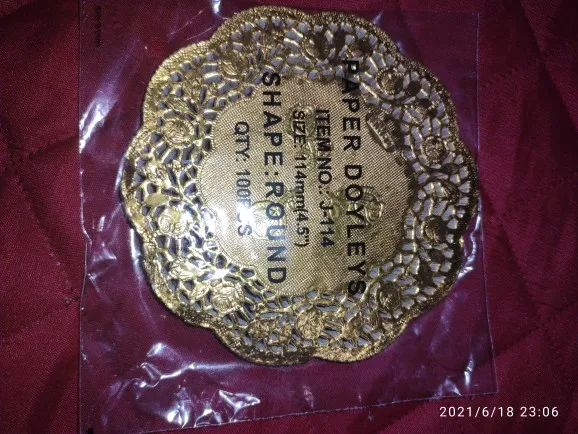 PAPER DOYLEYS
ITEM NO.: J-114
SIZE: 114mm(4.5")
SHAPE:ROUND
QTY: 100PCS
2021/6/18 23:06